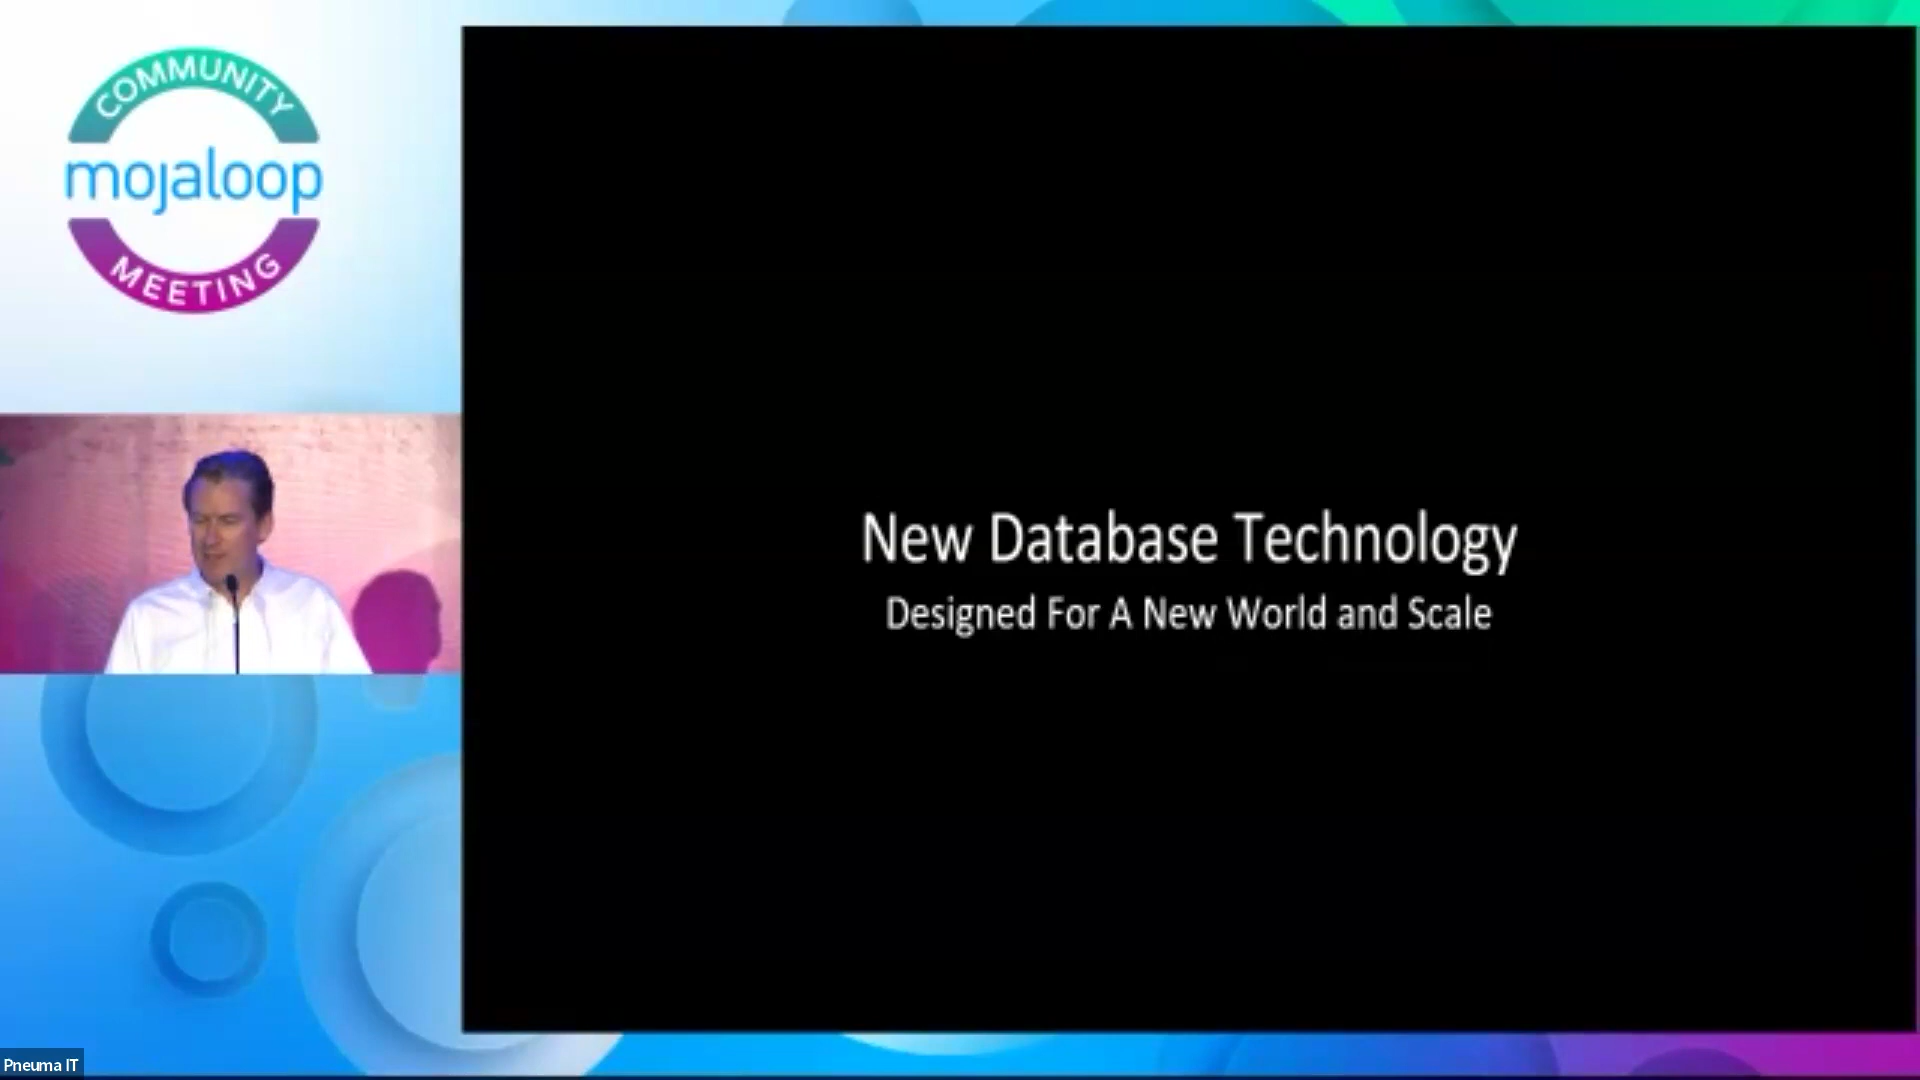 COMMUNITY
mojaloop
MEETING
New Database Technology
Designed For A New World and Scale
Pneuma IT